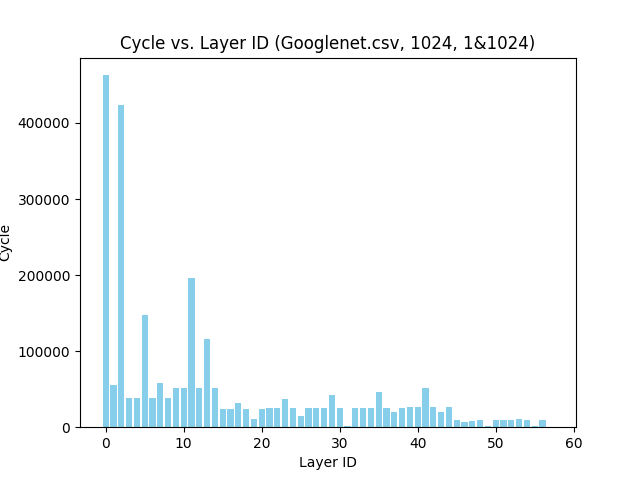 Cycle vs. Layer ID (Googlenet.csv, 1024, 1&1024)
400000
300000
200000
100000
0
Cycle
0 10 20 30 40 50 60
Layer ID